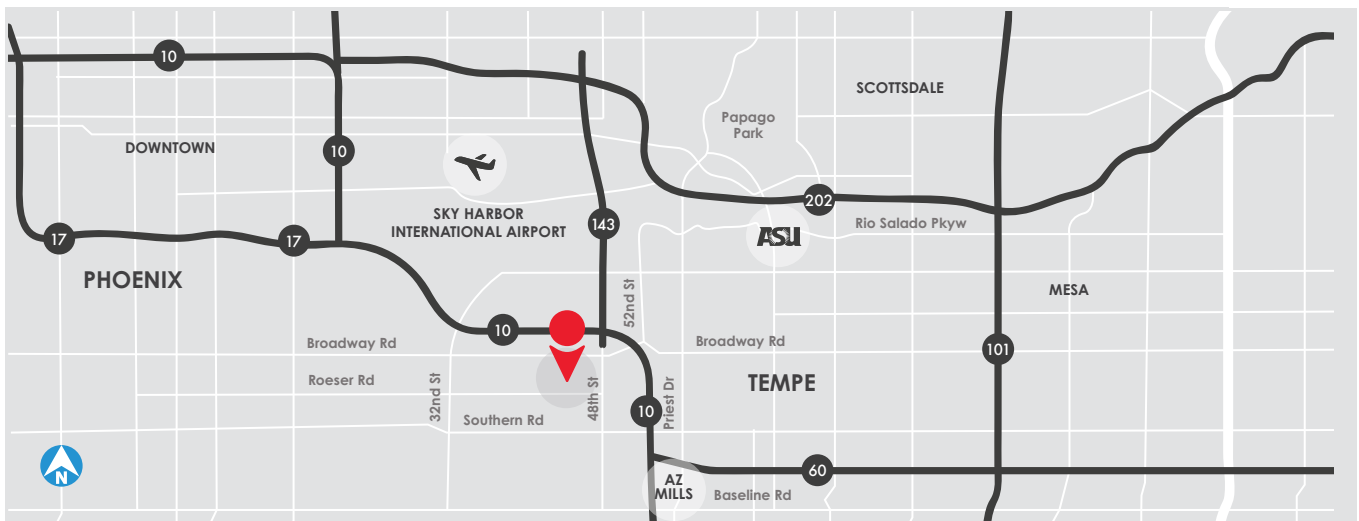 10
SCOTTSDALE
Papago
Park
DOWNTOWN
10
202
SKY HARBOR
INTERNATIONAL AIRPORT
143
ASU
Rio Salado Pkyw
17
17
PHOENIX
52nd St
MESA
10
Broadway Rd
Broadway Rd
101
Roeser Rd
TEMPE
32nd St
48th St
Priest Dr
10
Southern Rd
N
60
AZ
MILLS
Baseline Rd